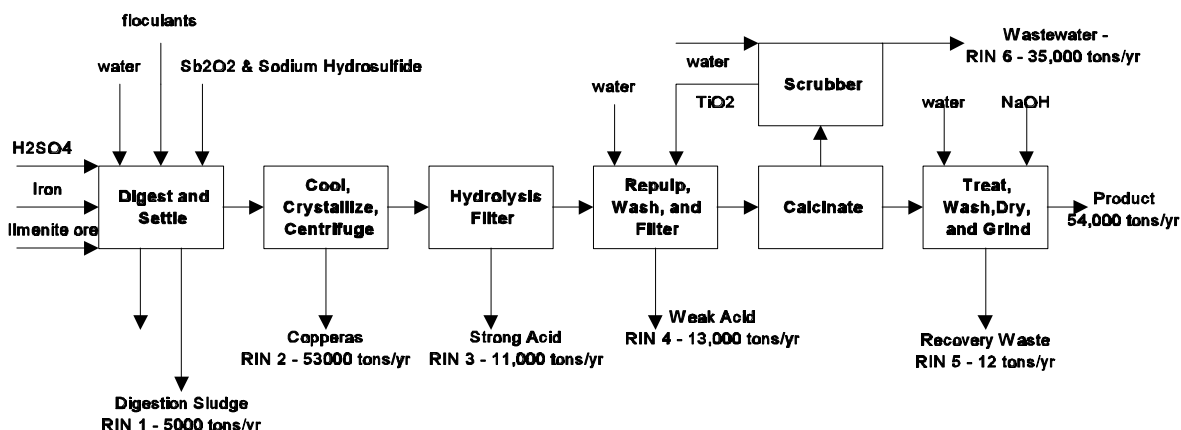 floculants
water
Sb2O2 & Sodium Hydrosulfide
H2SO4
Iron
Ilmenite ore
Digest and
Settle
Cool,
Crystallize,
Centrifuge
Hydrolysis
Filter
water
Repulp,
Wash, and
Filter
water
TiO2
Scrubber
Wastewater -
RIN 6 - 35,000 tons/yr
Calcinate
water
NaOH
Treat,
Wash,Dry,
and Grind
Product
54,000 tons/yr
Digestion Sludge
RIN 1 - 5000 tons/yr
Copperas
RIN 2 - 53000 tons/yr
Strong Acid
RIN 3 - 11,000 tons/yr
Weak Acid
RIN 4 - 13,000 tons/yr
Recovery Waste
RIN 5 - 12 tons/yr